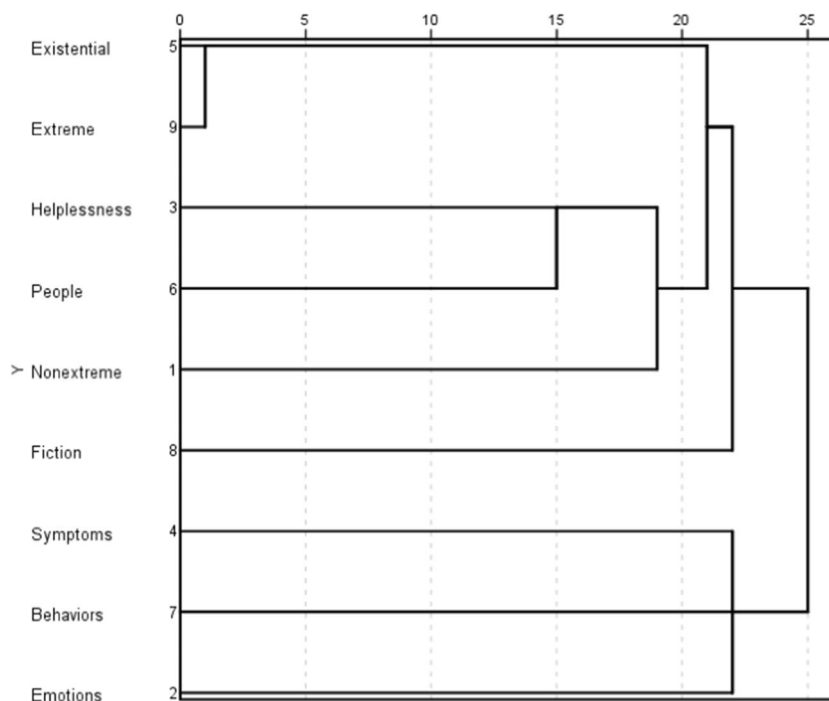 0 5 10 15 20 25
Existential 5
Extreme 9
Helplessness 3
People 6
Y Nonextreme 1
Fiction 8
Symptoms 4
Behaviors 7
Emotions 2